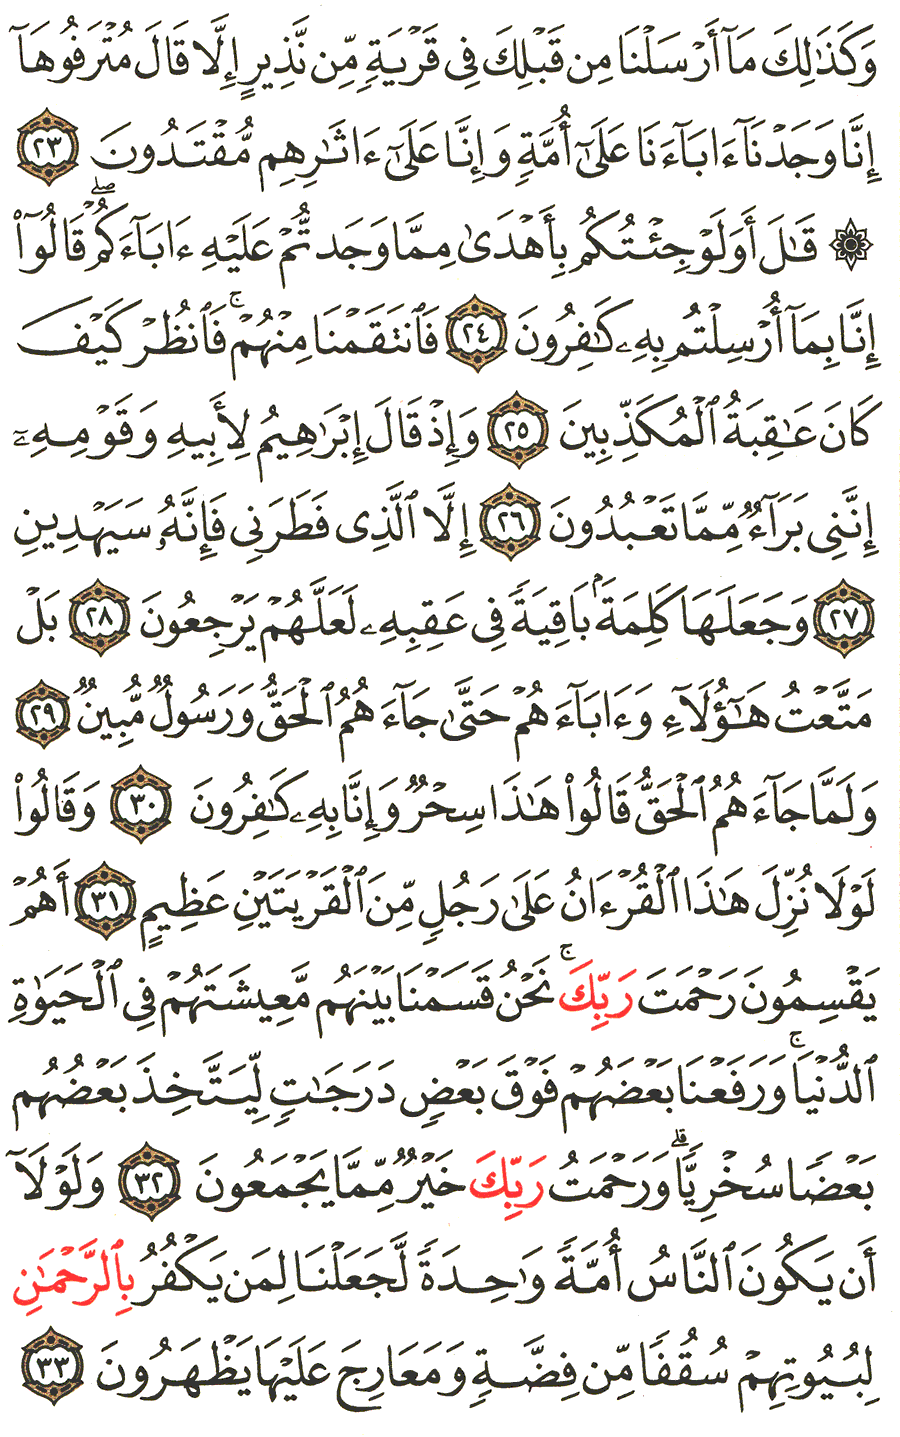 وَكَذَٰلِكَ مَآ أَرْسَلْنَا مِن قَبْلِكَ فِى قَرْيَةٍ مِّن نَّذِيرٍ إِلَّا قَالَ مُتْرَفُوهَآ
إِنَّا وَجَدْنَآ ءَابَآءَنَا عَلَىٰٓ أُمَّةٍ وَإِنَّا عَلَىٰٓ ءَاثَٰرِهِم مُّقْتَدُونَ ٢٣
۞ قَٰلَ أَوَلَوْ جِئْتُكُم بِأَهْدَىٰ مِمَّا وَجَدتُّمْ عَلَيْهِ ءَابَآءَكُمْ ۖ قَالُوٓا۟
إِنَّا بِمَآ أُرْسِلْتُم بِهِۦ كَٰفِرُونَ ٢٤ فَٱنتَقَمْنَا مِنْهُمْ ۚ فَٱنظُرْ كَيْفَ
كَانَ عَٰقِبَةُ ٱلْمُكَذِّبِينَ ٢٥ وَإِذْ قَالَ إِبْرَٰهِيمُ لِأَبِيهِ وَقَوْمِهِۦٓ
إِنَّنِى بَرَآءٌ مِّمَّا تَعْبُدُونَ ٢٦ إِلَّا ٱلَّذِى فَطَرَنِى فَإِنَّهُۥ سَيَهْدِينِ
٢٧ وَجَعَلَهَا كَلِمَةًۢ بَاقِيَةً فِى عَقِبِهِۦ لَعَلَّهُمْ يَرْجِعُونَ ٢٨ بَلْ
مَتَّعْتُ هَٰٓؤُلَآءِ وَءَابَآءَهُمْ حَتَّىٰ جَآءَهُمُ ٱلْحَقُّ وَرَسُولٌ مُّبِينٌ ٢٩
وَلَمَّا جَآءَهُمُ ٱلْحَقُّ قَالُوا۟ هَٰذَا سِحْرٌ وَإِنَّا بِهِۦ كَٰفِرُونَ ٣٠ وَقَالُوا۟
لَوْلَا نُزِّلَ هَٰذَا ٱلْقُرْءَانُ عَلَىٰ رَجُلٍ مِّنَ ٱلْقَرْيَتَيْنِ عَظِيمٍ ٣١ أَهُمْ
يَقْسِمُونَ رَحْمَتَ رَبِّكَ ۚ نَحْنُ قَسَمْنَا بَيْنَهُم مَّعِيشَتَهُمْ فِى ٱلْحَيَوٰةِ
ٱلدُّنْيَا ۚ وَرَفَعْنَا بَعْضَهُمْ فَوْقَ بَعْضٍ دَرَجَٰتٍ لِّيَتَّخِذَ بَعْضُهُم
بَعْضًا سُخْرِيًّا ۗ وَرَحْمَتُ رَبِّكَ خَيْرٌ مِّمَّا يَجْمَعُونَ ٣٢ وَلَوْلَآ
أَن يَكُونَ ٱلنَّاسُ أُمَّةً وَٰحِدَةً لَّجَعَلْنَا لِمَن يَكْفُرُ بِٱلرَّحْمَٰنِ
لِبُيُوتِهِمْ سُقُفًا مِّن فِضَّةٍ وَمَعَارِجَ عَلَيْهَا يَظْهَرُونَ ٣٣